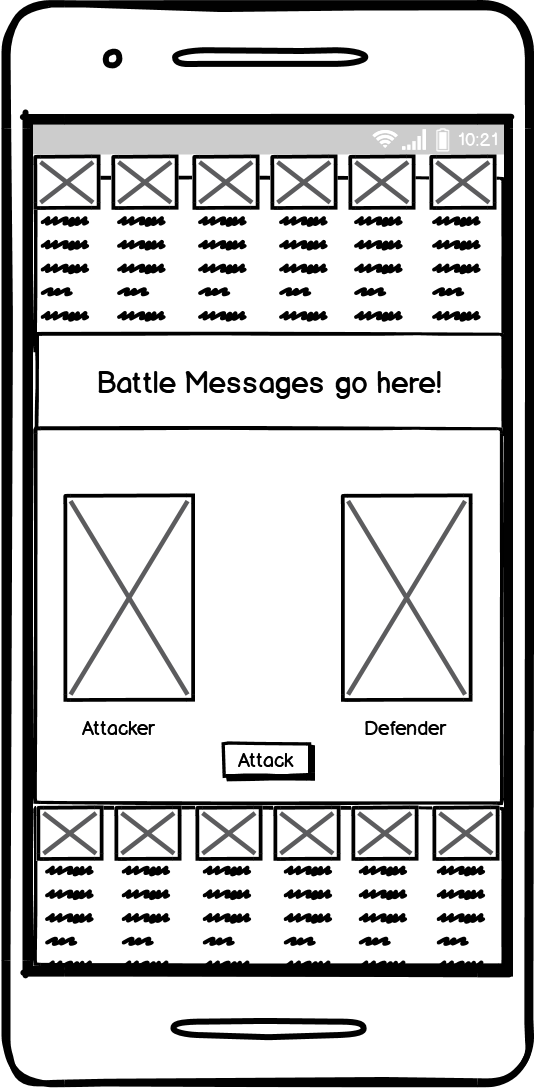 10:21
Battle Messages go here!
Attacker
Defender
Attack